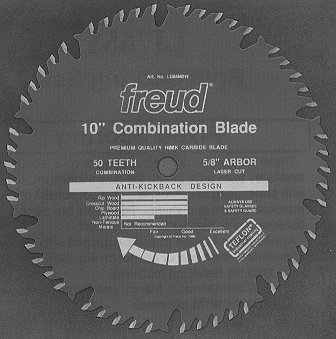 Art. No. LU84M011
freud
10" Combination Blade
PREMIUM QUALITY HMK CARBIDE BLADE
50 TEETH
COMBINATION
5/8" ARBOR
LASER CUT
ANTI-KICKBACK DESIGN
Rip Wood
Crosscut Wood
Chip Board
Plywood
Laminate
Non-Ferrous
Metals
Not Recommended
Fair Good Excellent
ALWAYS USE
SAFETY GLASSES
& SAFETY GUARD
TEFLON